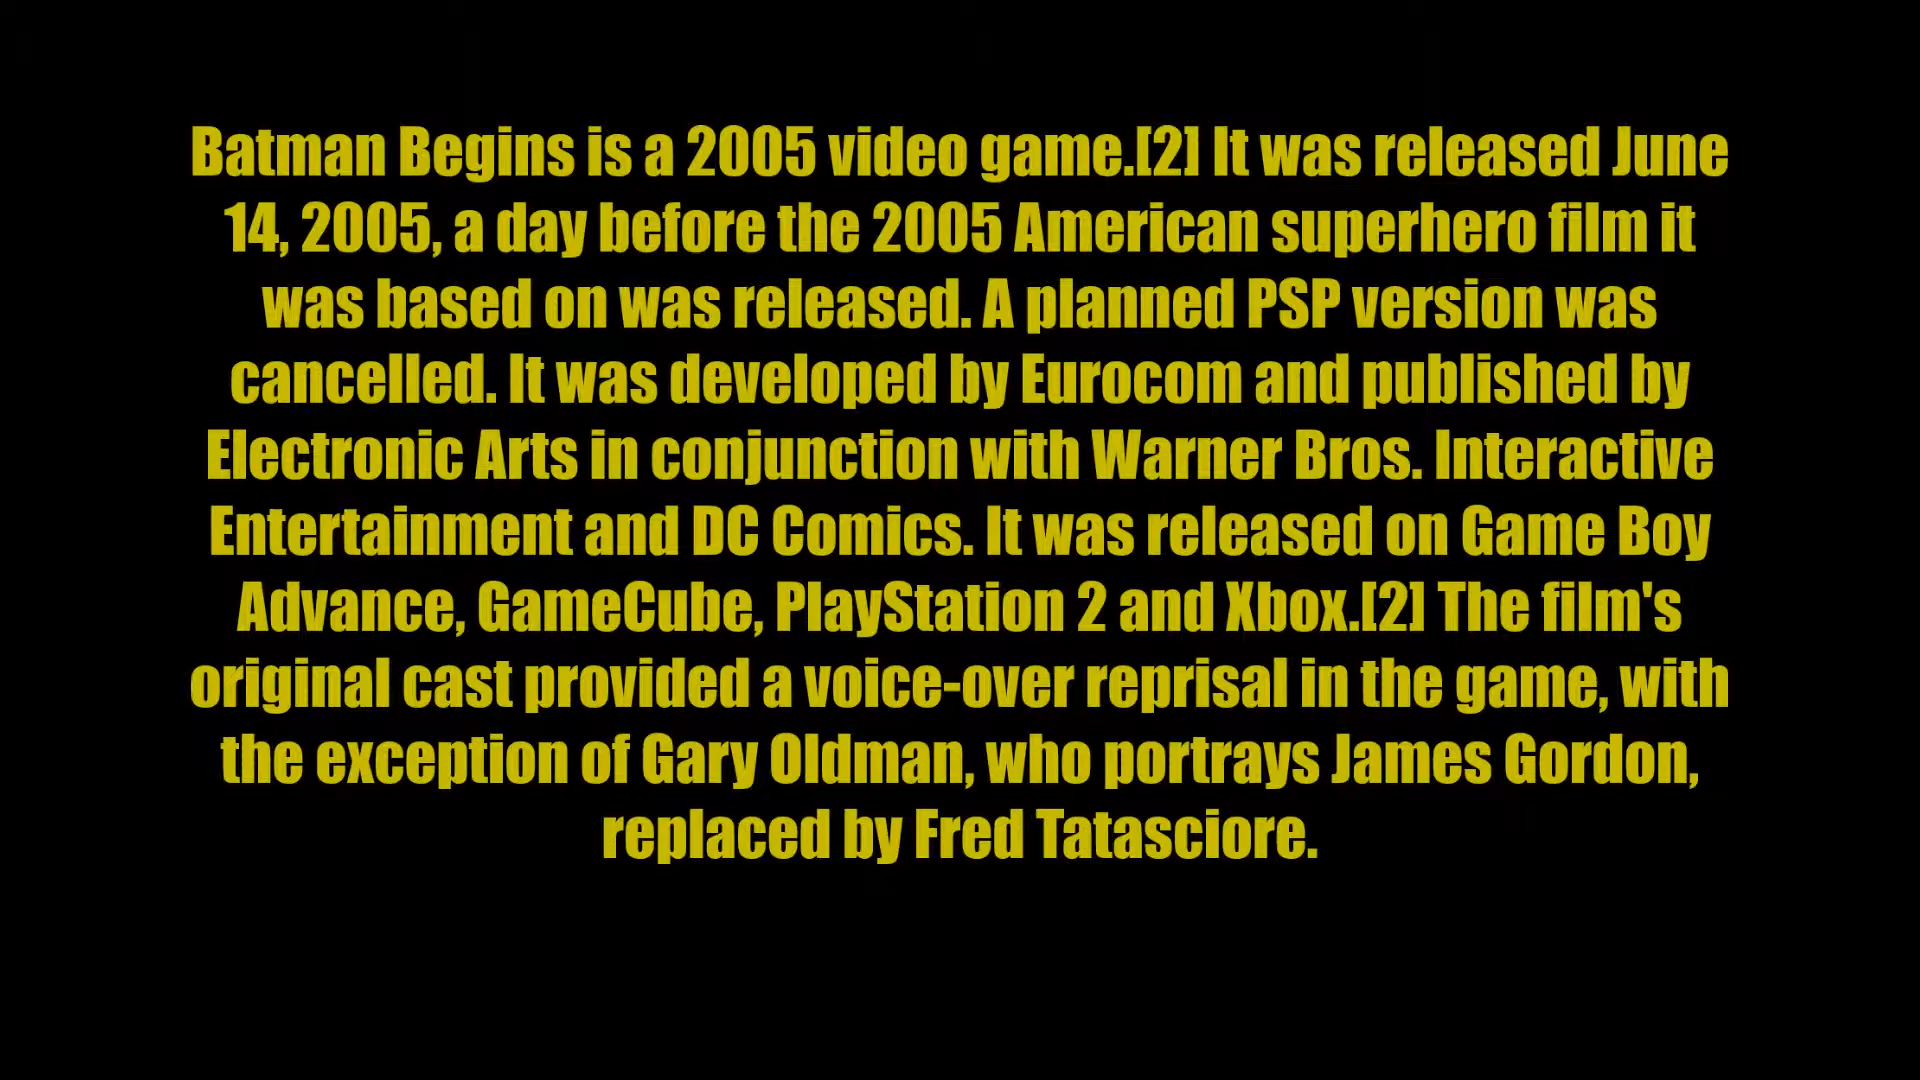 Batman Begins is a 2005 video game.[2] It was released June
14, 2005, a day before the 2005 American superhero film it
was based on was released. A planned PSP version was
cancelled. It was developed by Eurocom and published by
Electronic Arts in conjunction with Warner Bros. Interactive
Entertainment and DC Comics. It was released on Game Boy
Advance, GameCube, PlayStation 2 and Xbox.[2] The film's
original cast provided a voice-over reprisal in the game, with
the exception of Gary Oldman, who portrays James Gordon,
replaced by Fred Tatasciore.